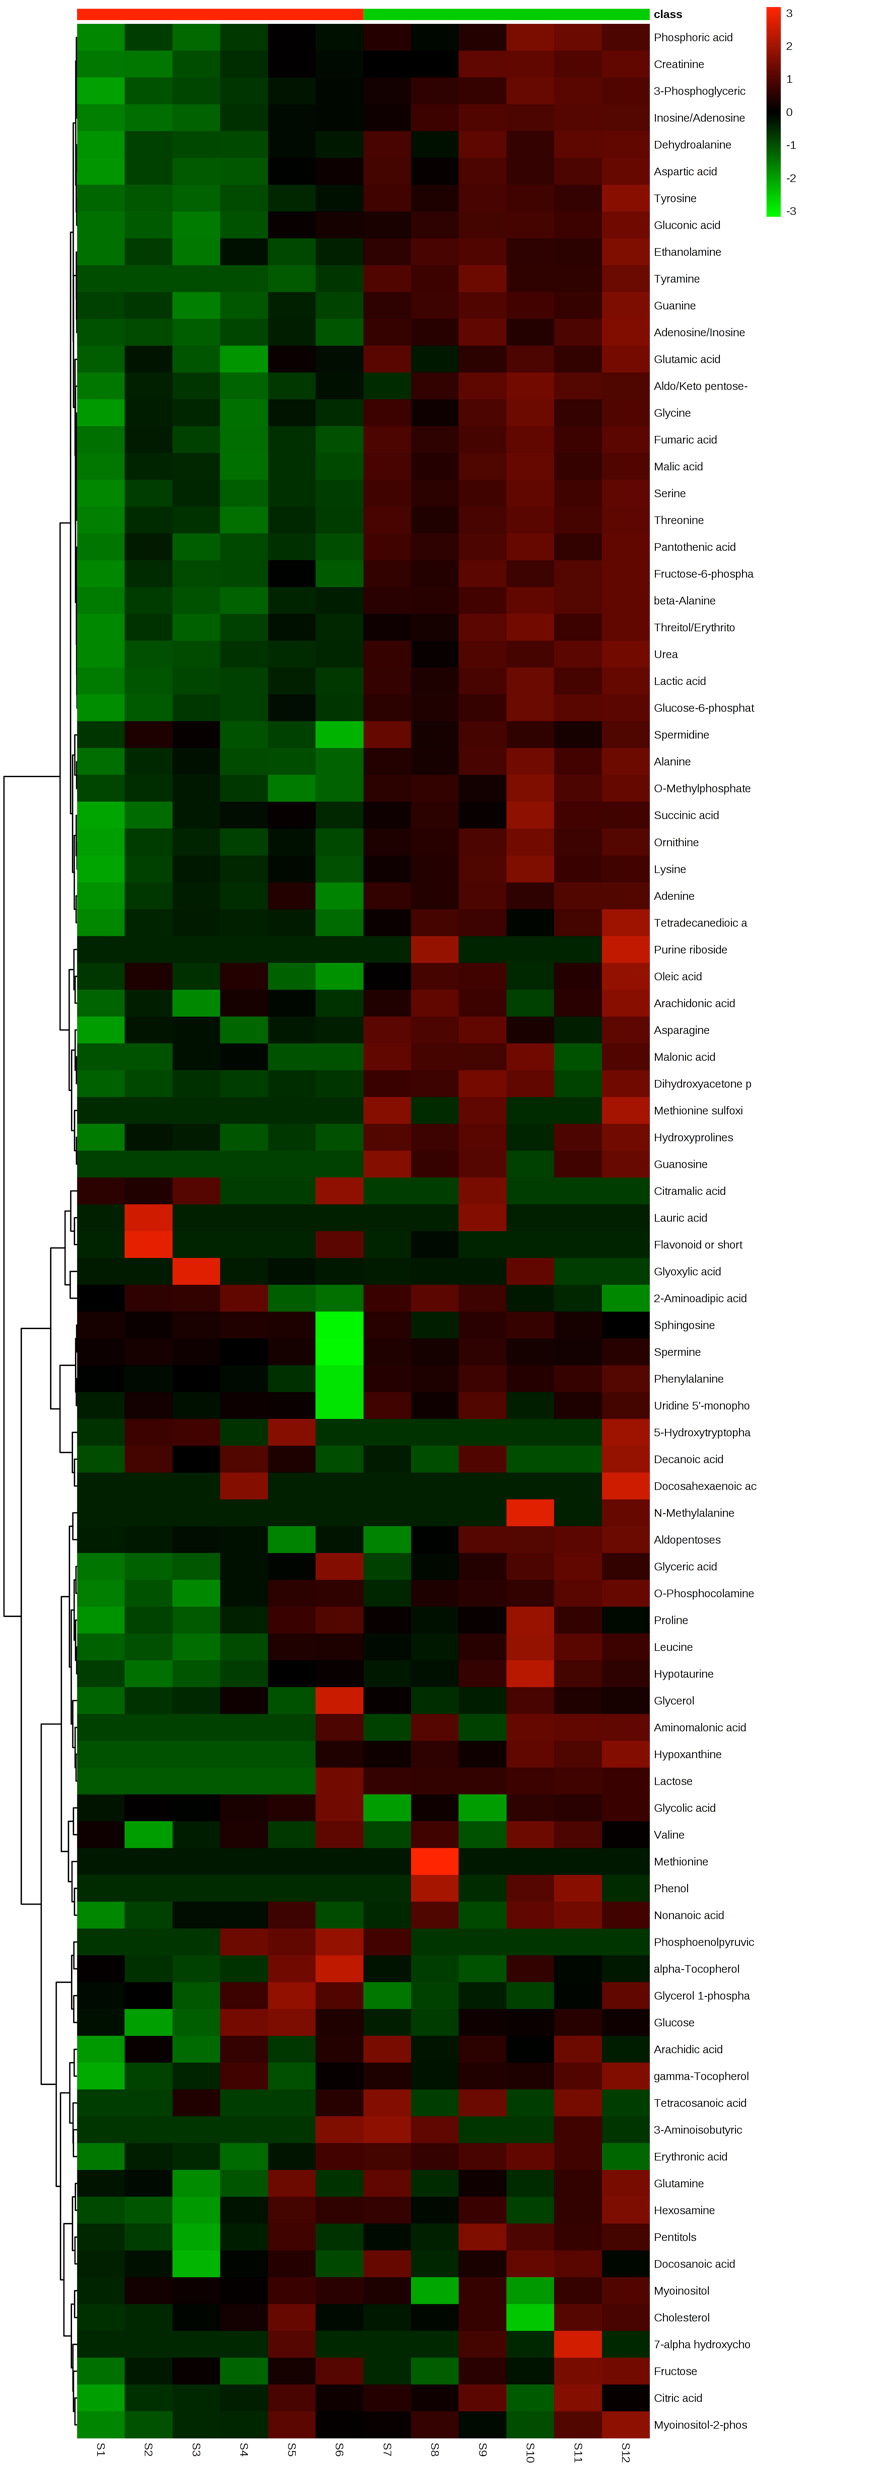 class
3
2
1
0
-1
-2
-3
Phosphoric acid
Creatinine
3-Phosphoglyceric
Inosine/Adenosine
Dehydroalanine
Aspartic acid
Tyrosine
Gluconic acid
Ethanolamine
Tyramine
Guanine
Adenosine/Inosine
Glutamic acid
Aldo/Keto pentose-
Glycine
Fumaric acid
Malic acid
Serine
Threonine
Pantothenic acid
Fructose-6-phospha
beta-Alanine
Threitol/Erythrito
Urea
Lactic acid
Glucose-6-phosphat
Spermidine
Alanine
O-Methylphosphate
Succinic acid
Ornithine
Lysine
Adenine
Tetradecanedioic a
Purine riboside
Oleic acid
Arachidonic acid
Asparagine
Malonic acid
Dihydroxyacetone p
Methionine sulfoxi
Hydroxyprolines
Guanosine
Citramalic acid
Lauric acid
Flavonoid or short
Glyoxylic acid
2-Aminoadipic acid
Sphingosine
Spermine
Phenylalanine
Uridine 5'-monopho
5-Hydroxytryptopha
Decanoic acid
Docosahexaenoic ac
N-Methylalanine
Aldopentoses
Glyceric acid
O-Phosphocolamine
Proline
Leucine
Hypotaurine
Glycerol
Aminomalonic acid
Hypoxanthine
Lactose
Glycolic acid
Valine
Methionine
Phenol
Nonanoic acid
Phosphoenolpyruvic
alpha-Tocopherol
Glycerol 1-phospha
Glucose
Arachidic acid
gamma-Tocopherol
Tetracosanoic acid
3-Aminoisobutyric
Erythronic acid
Glutamine
Hexosamine
Pentitols
Docosanoic acid
Myoinositol
Cholesterol
7-alpha hydroxycho
Fructose
Citric acid
Myoinositol-2-phos
S1 S2 S3 S4 S5 S6 S7 S8 S9 S10 S11 S12